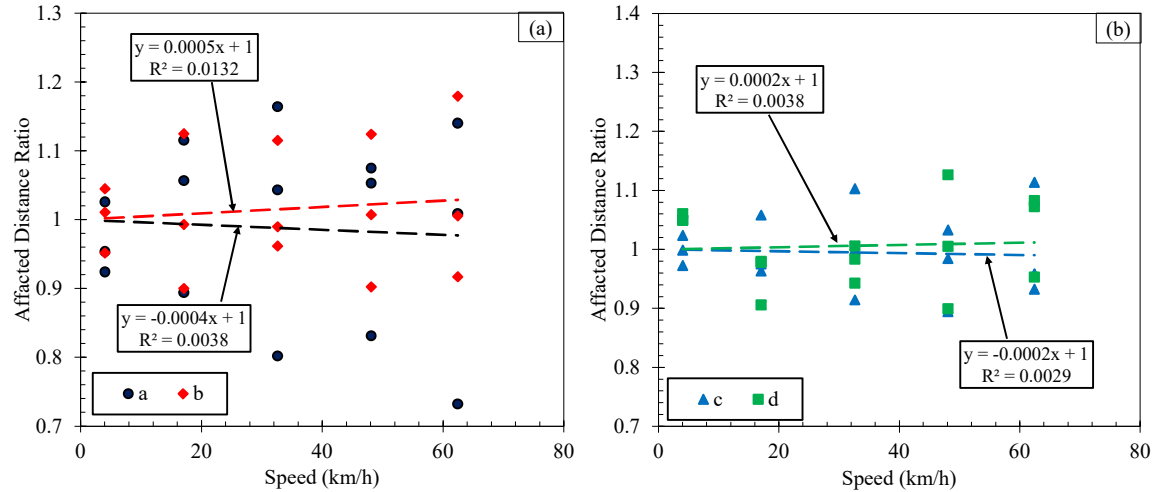 (a)
1.3
1.2
1.1
1
0.9
0.8
0.7
Affacted Distance Ratio
y = 0.0005x + 1
R² = 0.0132
y = -0.0004x + 1
R² = 0.0038
a b
0 20 40 60 80
Speed (km/h)
(b)
1.4
1.3
1.2
1.1
1.0
0.9
0.8
0.7
Affacted Distance Ratio
y = 0.0002x + 1
R² = 0.0038
y = -0.0002x + 1
R² = 0.0029
c d
0 20 40 60 80
Speed (km/h)